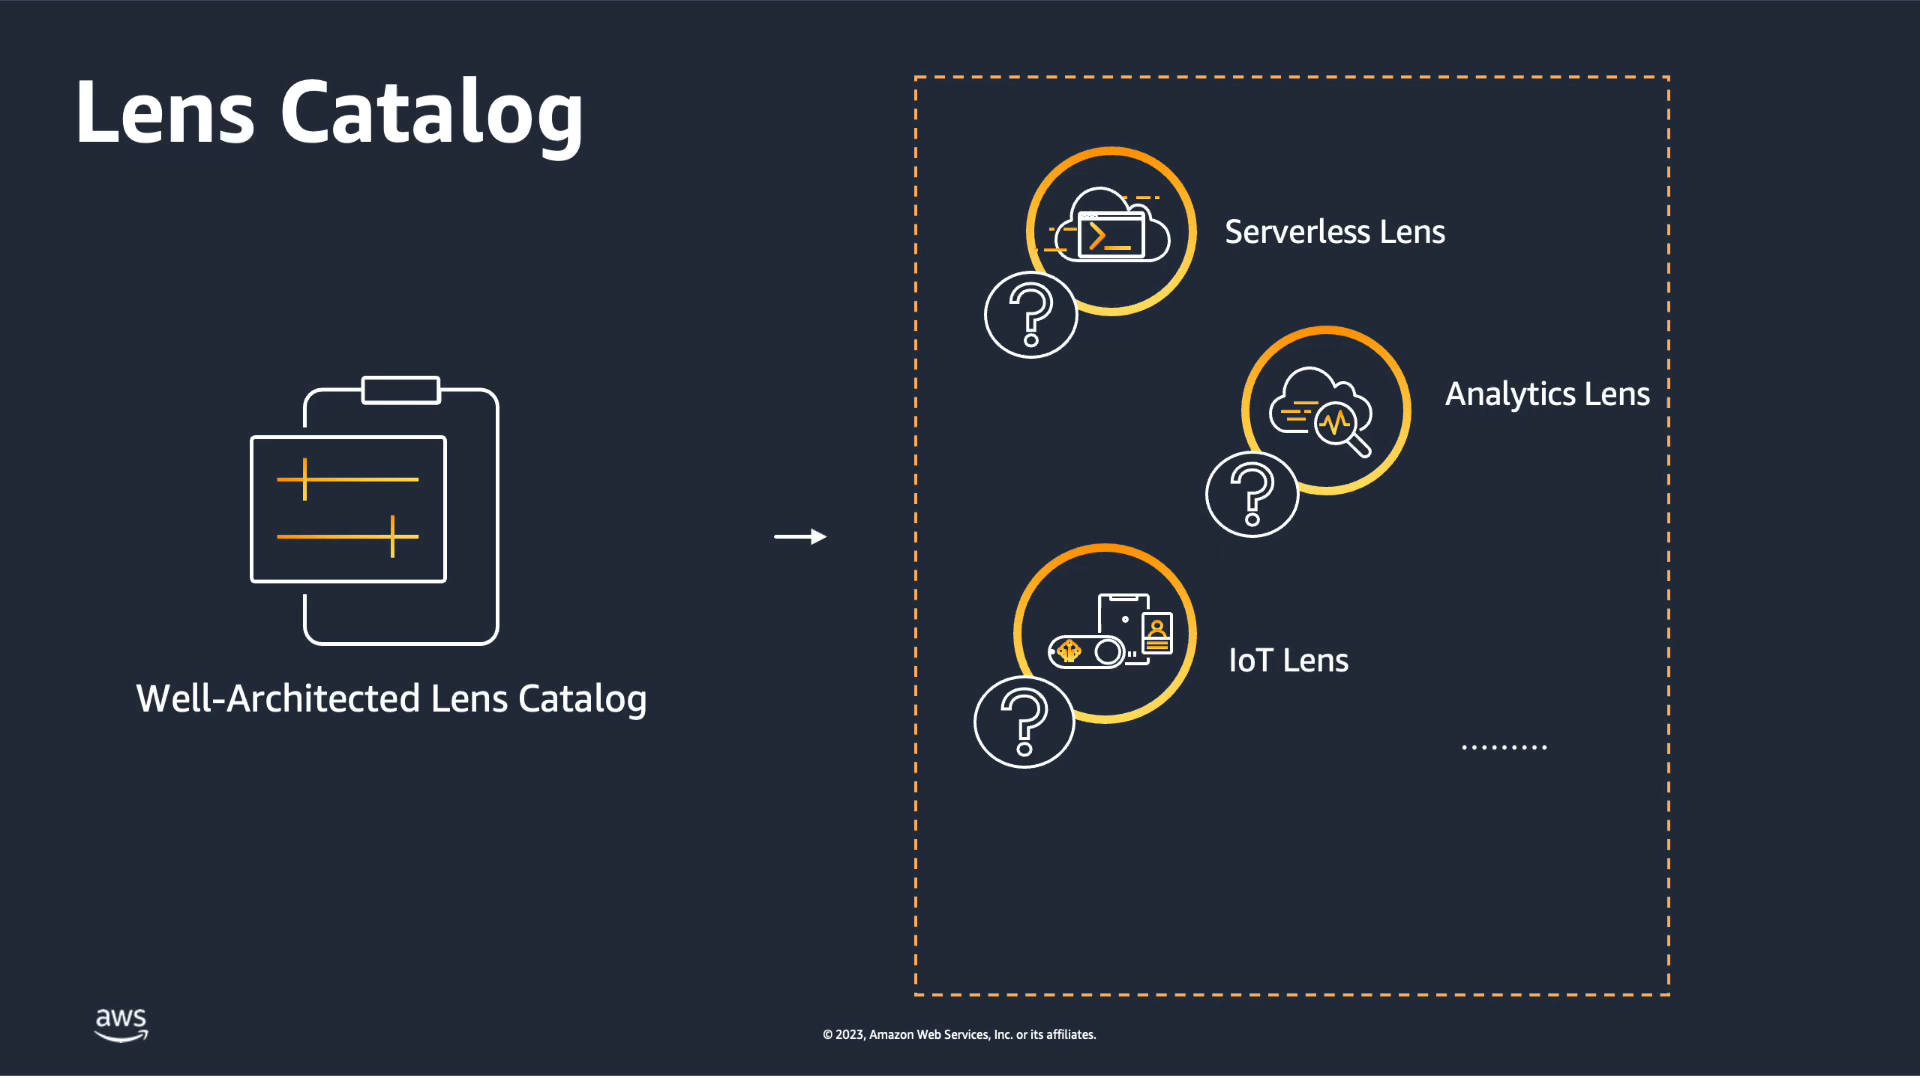 Lens Catalog
Serverless Lens
Analytics Lens
Well-Architected Lens Catalog
IoT Lens
.........
aws
© 2023, Amazon Web Services, Inc. or its affiliates.